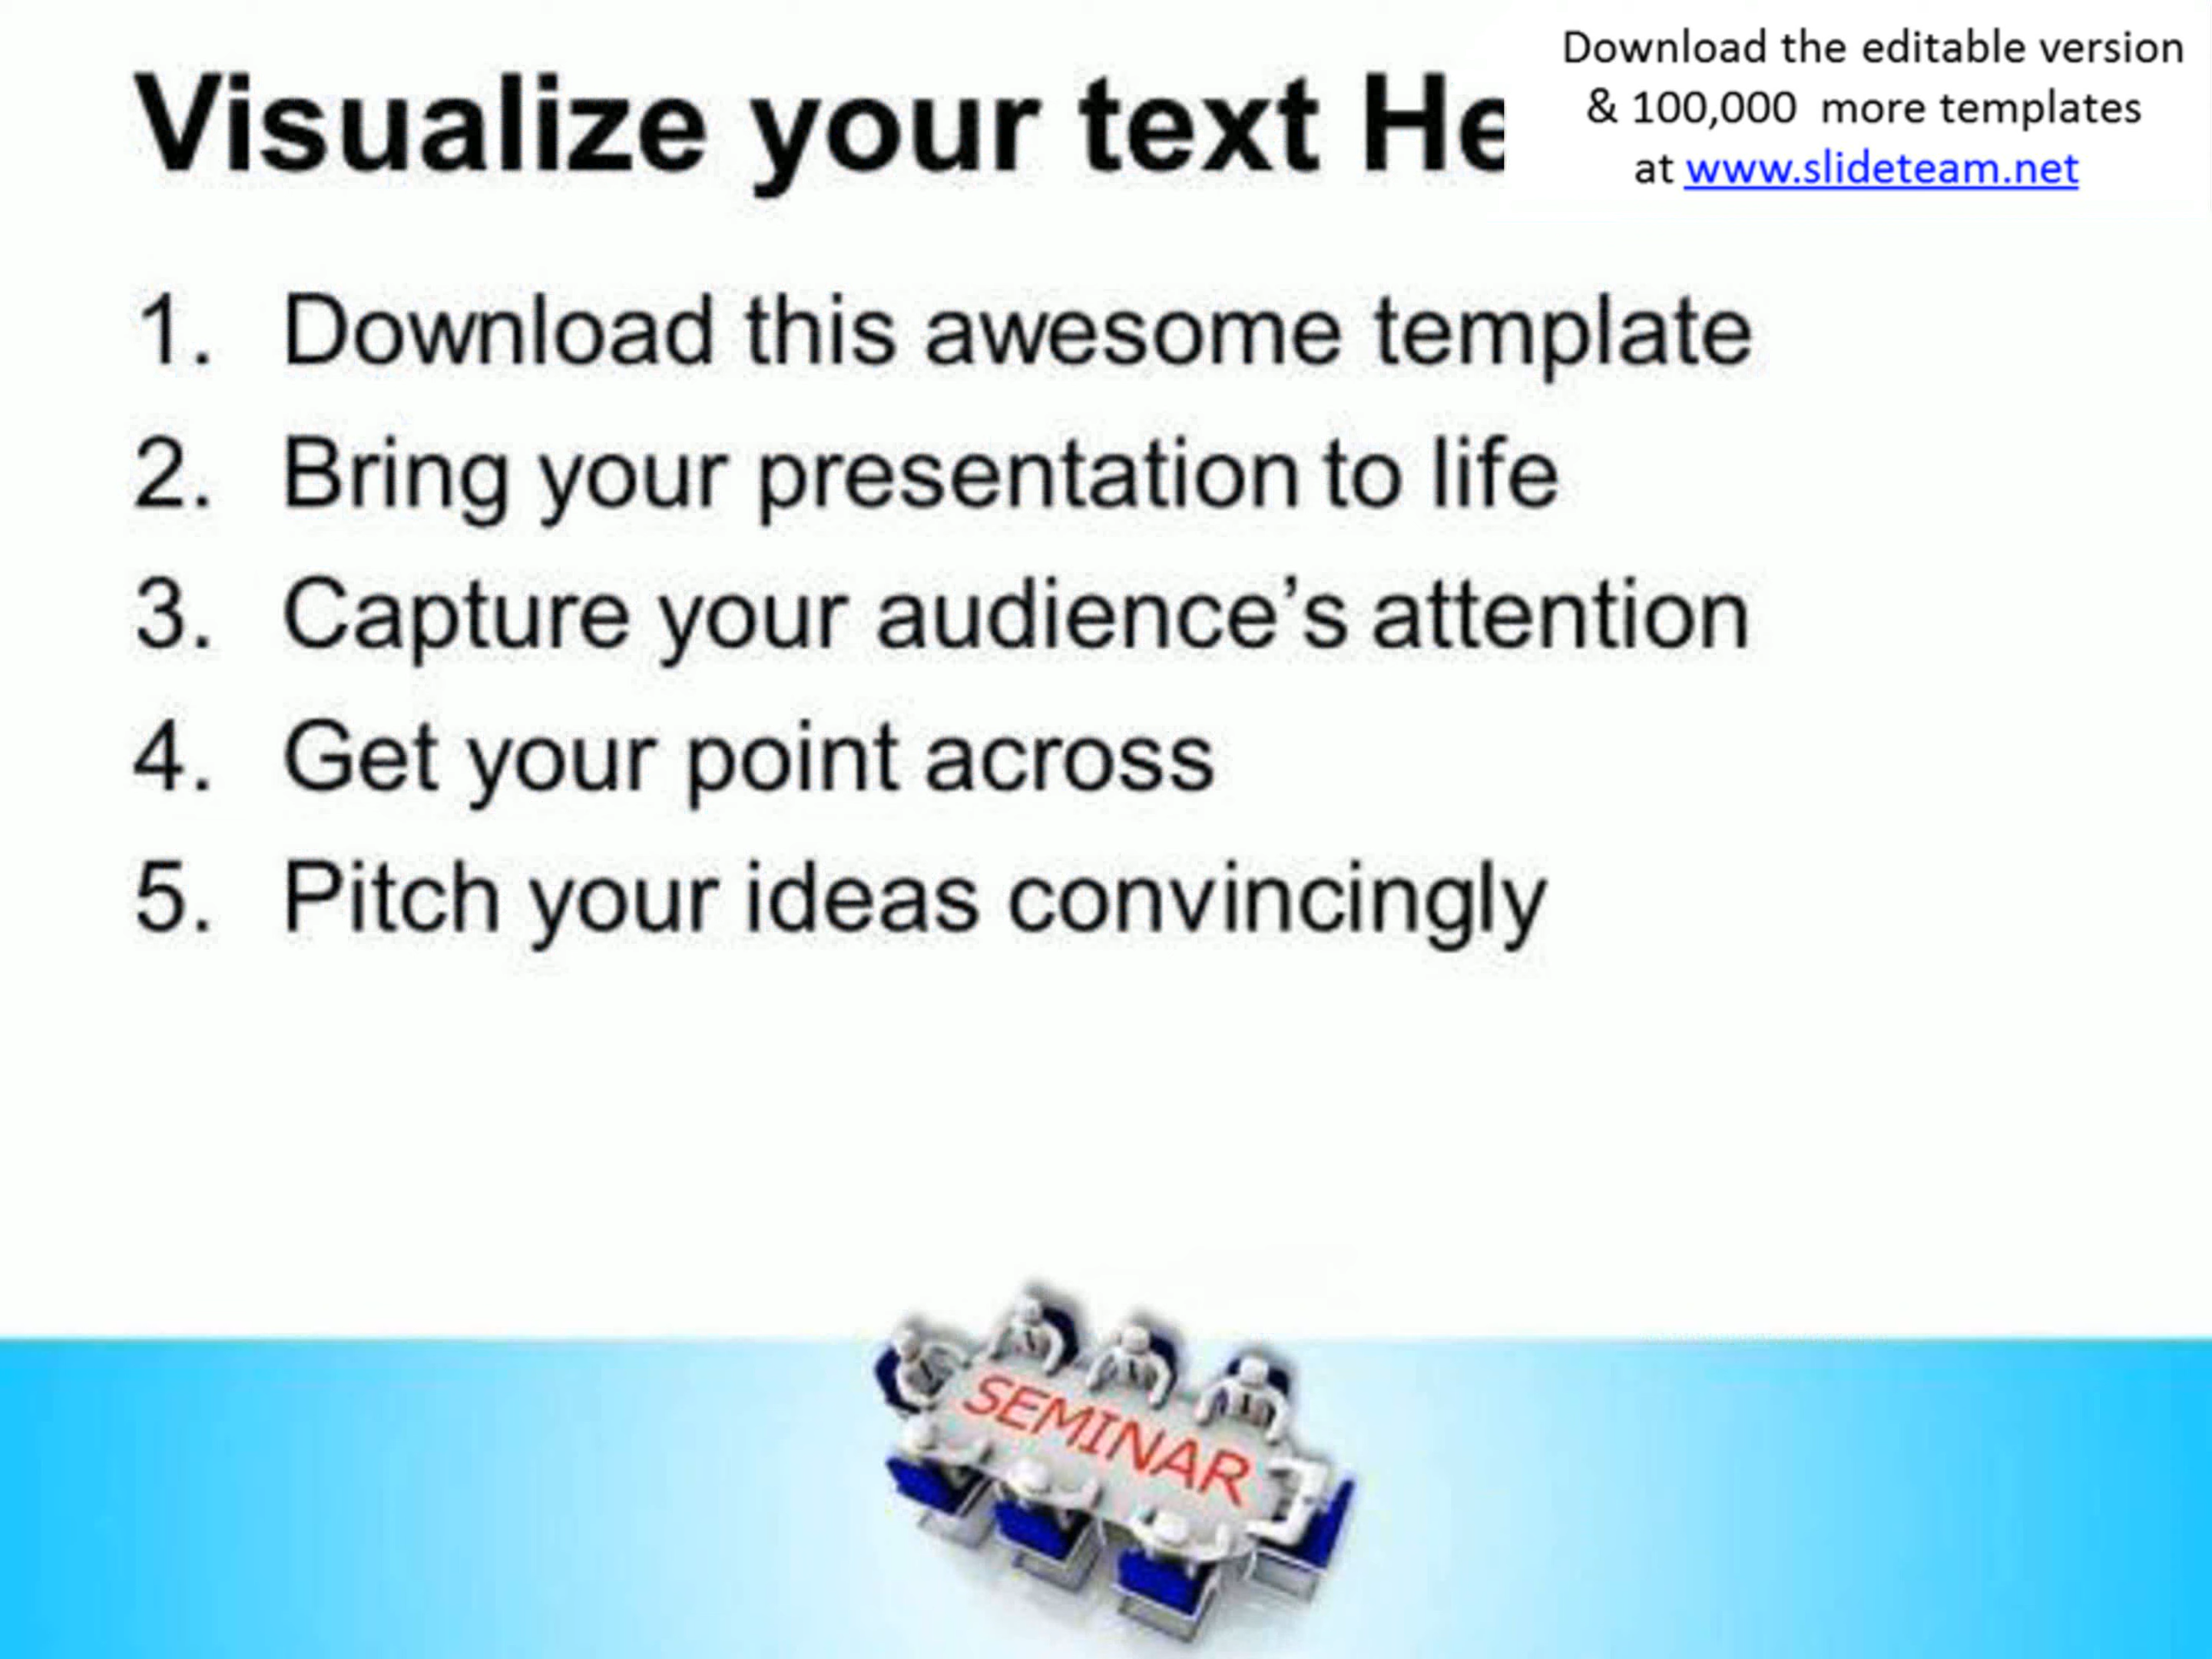 Visualize your text He
Download the editable version
& 100,000 more templates
at www.slideteam.net
1. Download this awesome template
2. Bring your presentation to life
3. Capture your audience’s attention
4. Get your point across
5. Pitch your ideas convincingly
SEMINAR